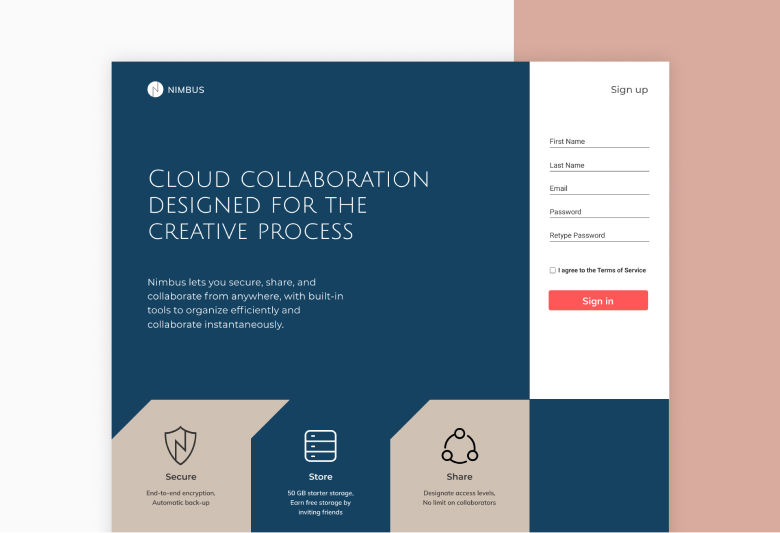 NIMBUS
Sign up
CLOUD COLLABORATION
DESIGNED FOR THE
CREATIVE PROCESS
Nimbus lets you secure, share, and
collaborate from anywhere, with built-in
tools to organize efficiently and
collaborate instantaneously.
First Name
Last Name
Email
Password
Retype Password
I agree to the Terms of Service
Sign in
Secure
End-to-end encryption,
Automatic back-up
Store
50 GB starter storage,
Earn free storage by
inviting friends
Share
Designate access levels,
No limit on collaborators